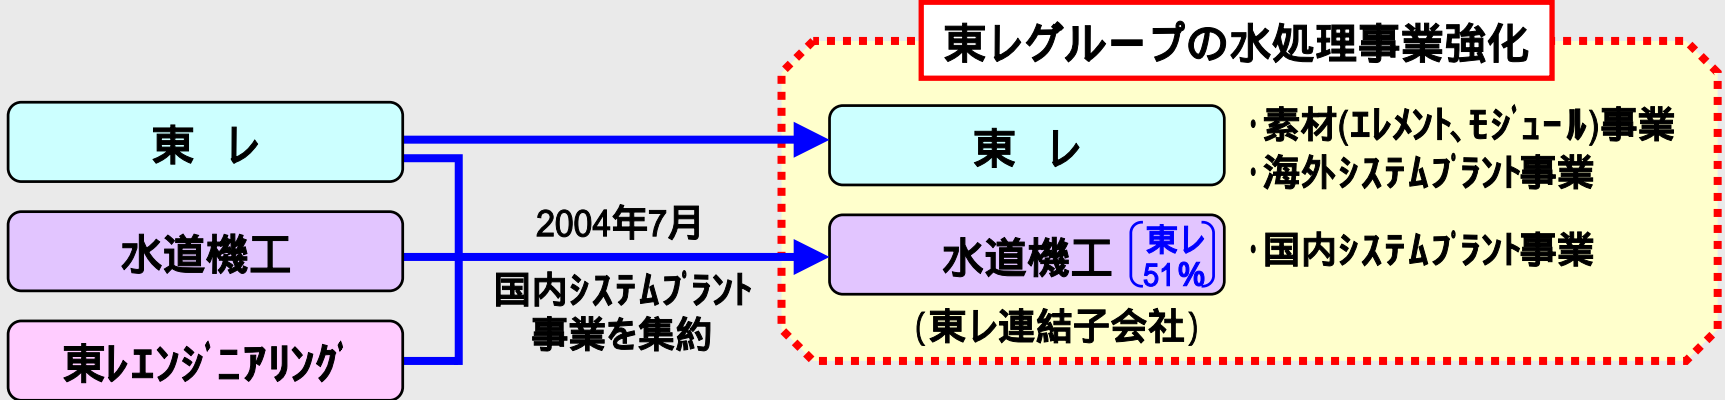 東レグループの水処理事業強化
東　レ
水道機工
東レエンジﾞニアリング
2004年7月
国内システムプラント
事業を集約
東　レ
・素材(エレメント、モジュール)事業
・海外システムプラント事業
水道機工
東レ
51%
・国内システムプラント事業
(東レ連結子会社)